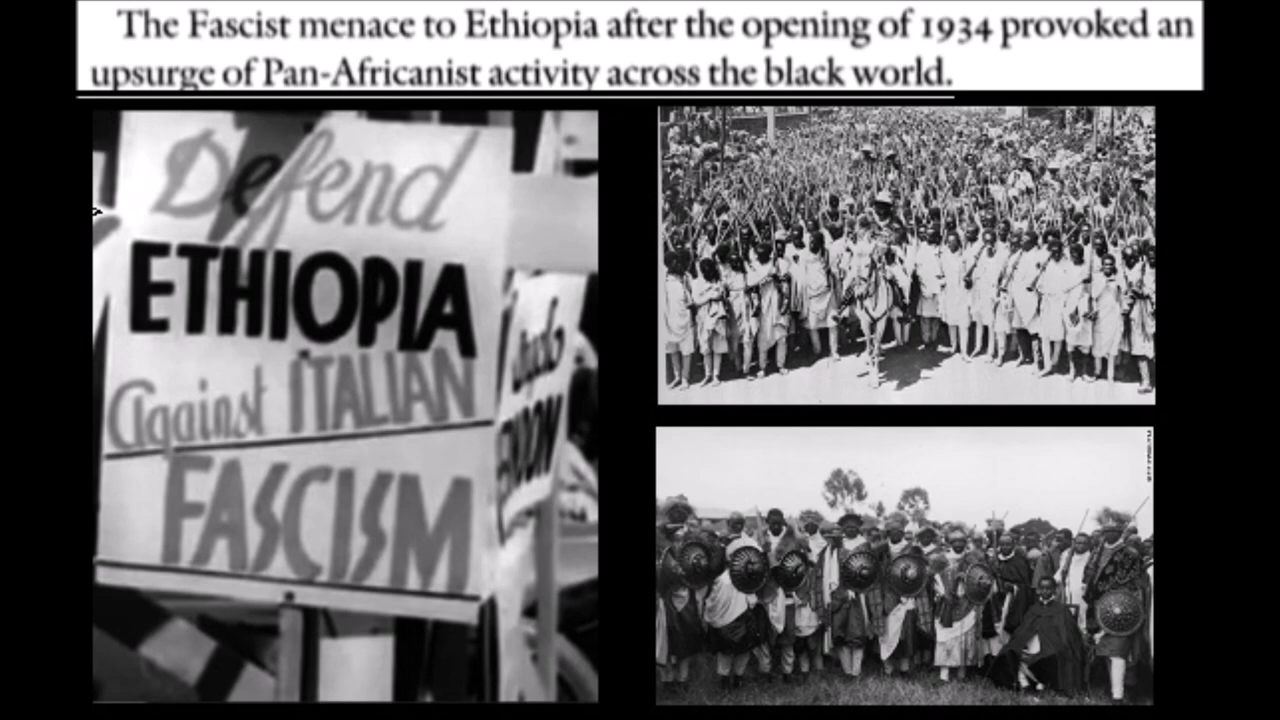 The Fascist menace to Ethiopia after the opening of 1934 provoked an
upsurge of Pan-Africanist activity across the black world.
Defend
ETHIOPIA
Against ITALIAN
FASCISM